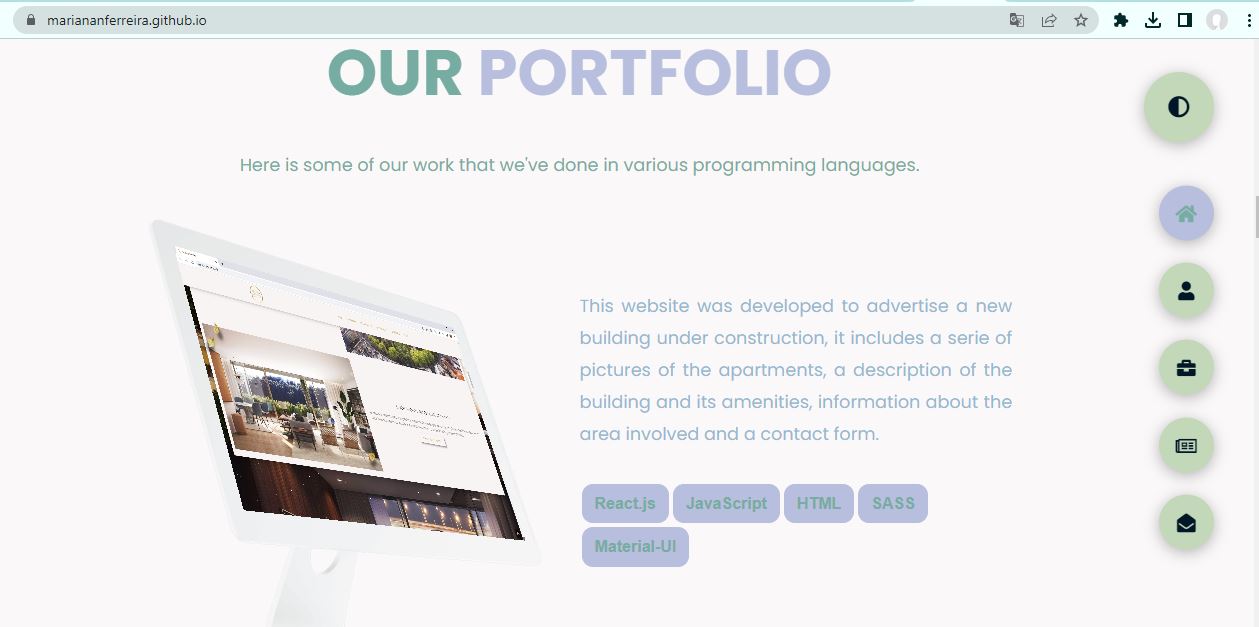 mariananferreira.github.io
OUR PORTFOLIO
Here is some of our work that we've done in various programming languages.
This website was developed to advertise a new
building under construction, it includes a serie of
pictures of the apartments, a description of the
building and its amenities, information about the
area involved and a contact form.
React.js JavaScript HTML SASS
Material-UI